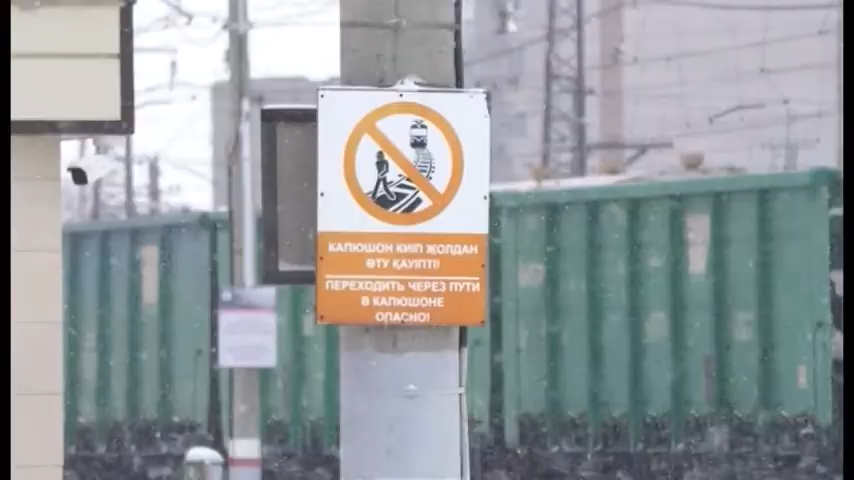 КАПЮШОН КИІП ЖОЛДАН
ӨТУ ҚАУІПТІ!
ПЕРЕХОДИТЬ ЧЕРЕЗ ПУТИ
В КАПЮШОНЕ
ОПАСНО!